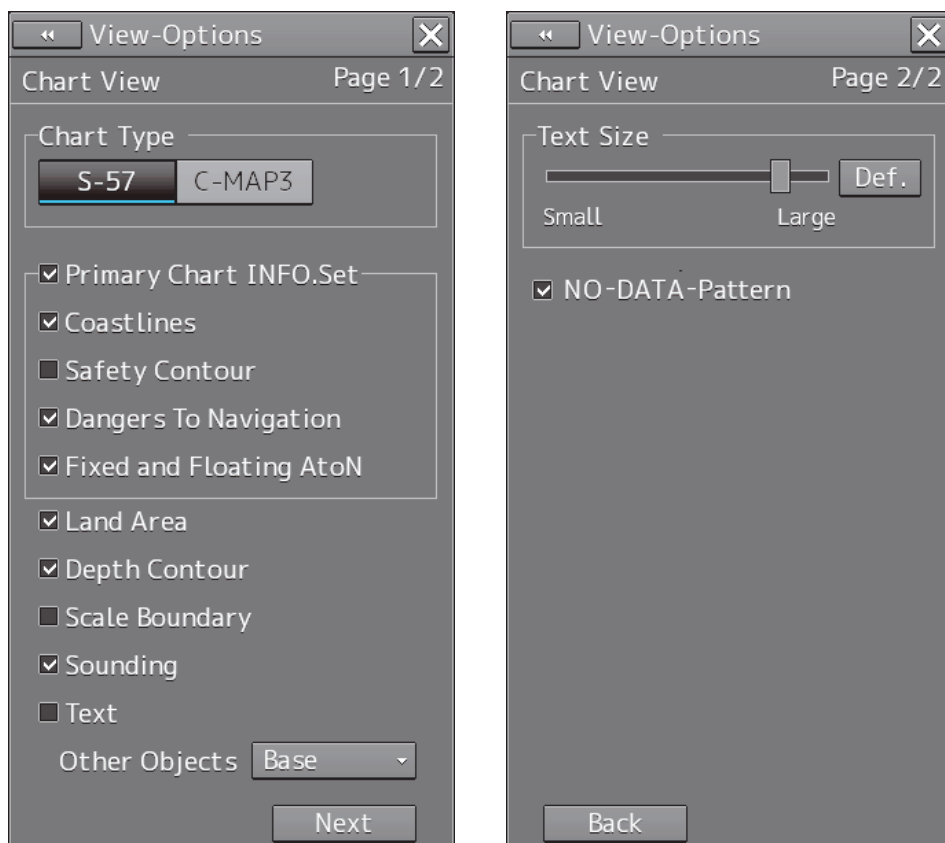 View-Options
Chart View Page 1/2
Chart Type
S-57 C-MAP3
Primary Chart INFO.Set
Coastlines
Safety Contour
Dangers To Navigation
Fixed and Floating AtoN
Land Area
Depth Contour
Scale Boundary
Sounding
Text
Other Objects Base
Next
View-Options
Chart View Page 2/2
Text Size
Def.
Small Large
NO-DATA-Pattern
Back